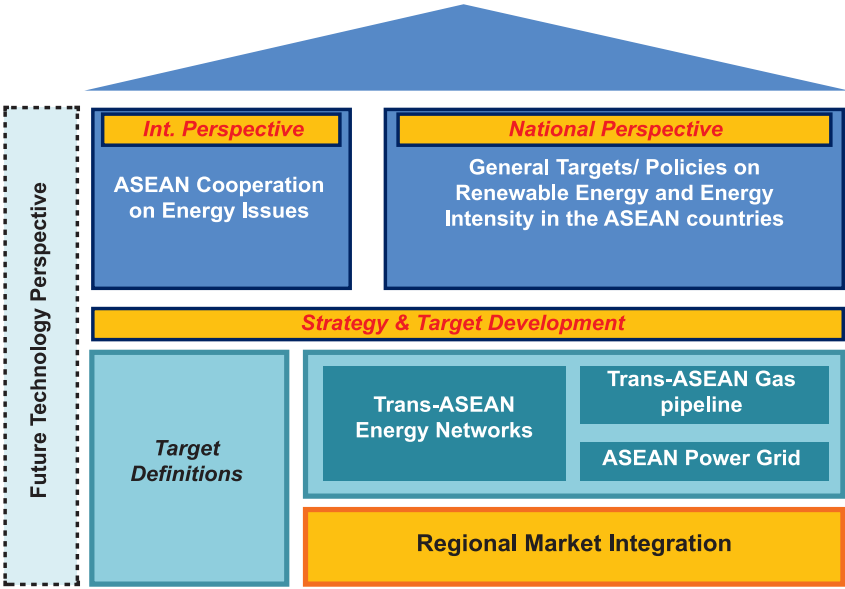 Future Technology Perspective
Int. Perspective
ASEAN Cooperation
on Energy Issues
National Perspective
General Targets/ Policies on
Renewable Energy and Energy
Intensity in the ASEAN countries
Strategy & Target Development
Target
Definitions
Trans-ASEAN
Energy Networks
Trans-ASEAN Gas
pipeline
ASEAN Power Grid
Regional Market Integration